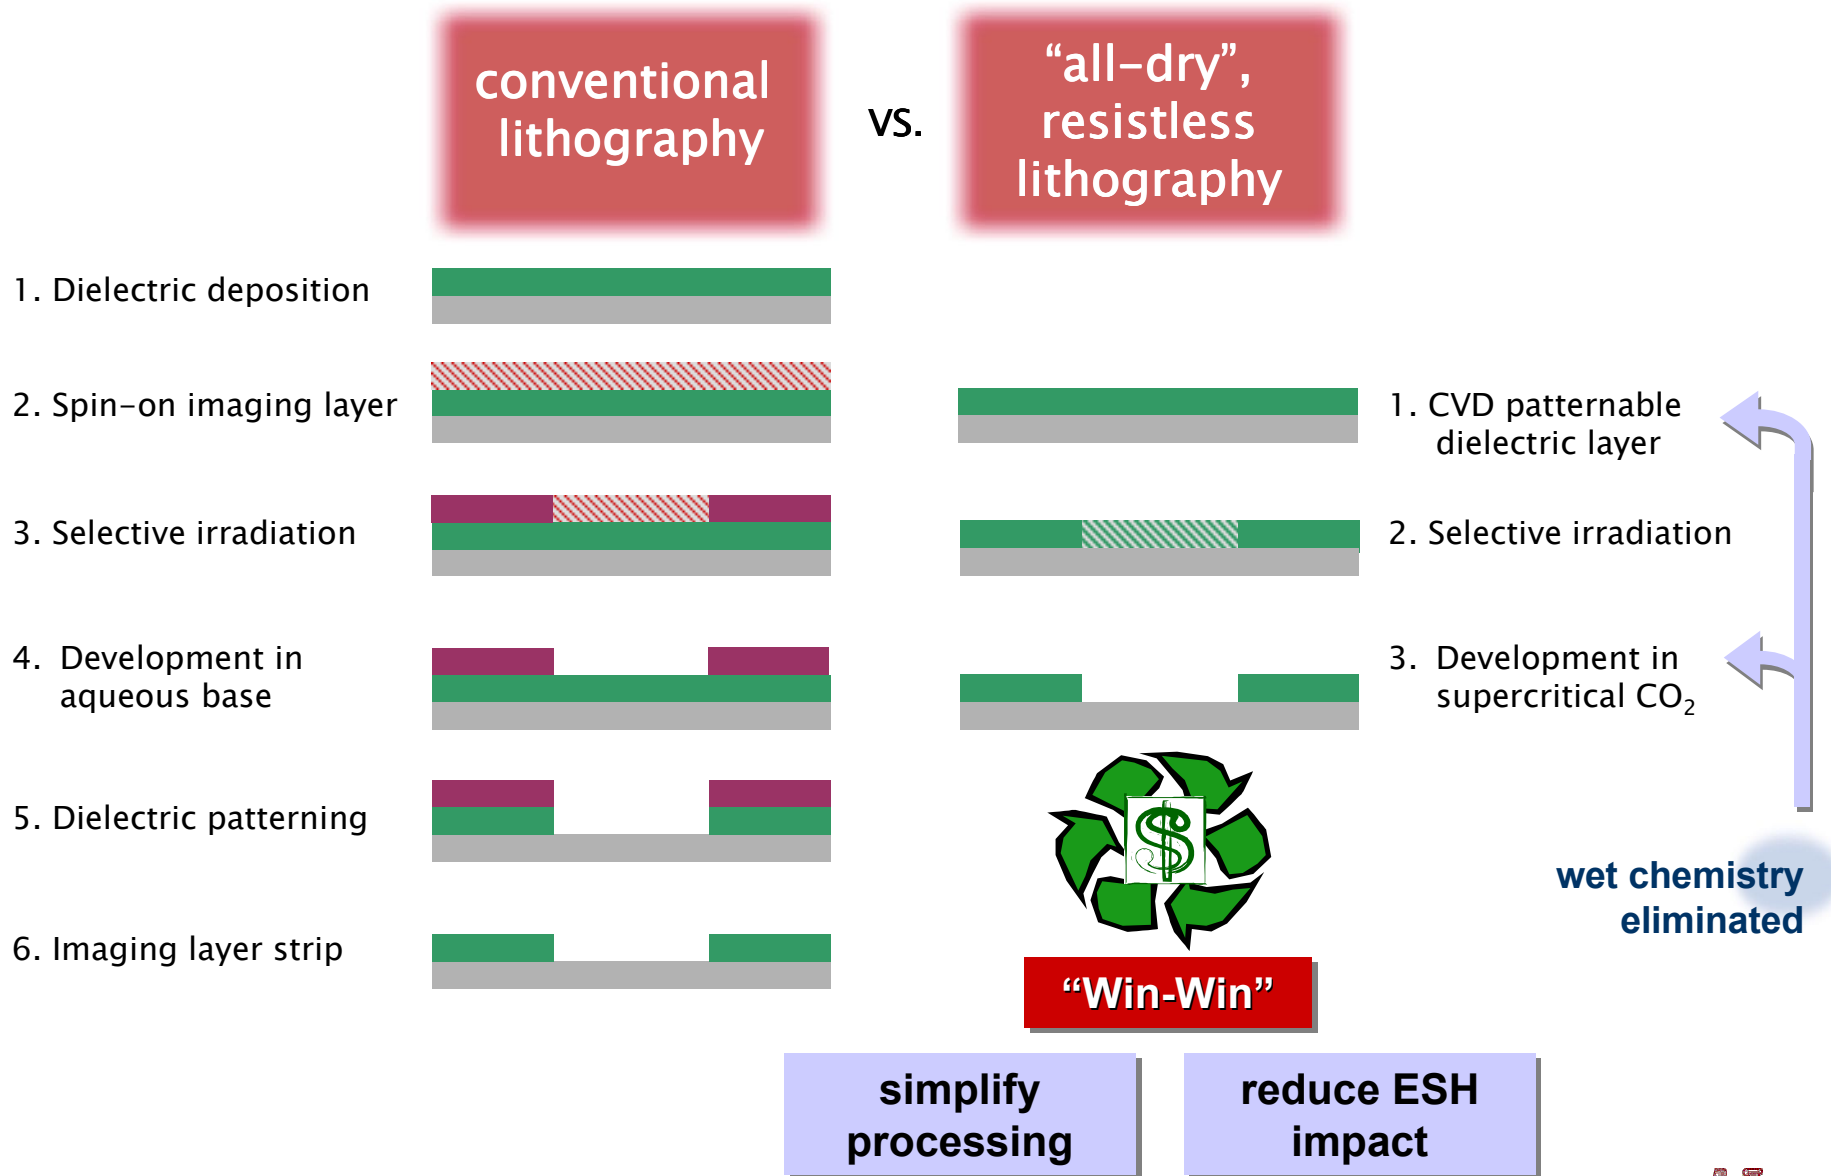 conventional
lithography
vs.
“all-dry”,
resistless
lithography
1. Dielectric deposition
2. Spin-on imaging layer
3. Selective irradiation
4. Development in
aqueous base
5. Dielectric patterning
6. Imaging layer strip
1. CVD patternable
dielectric layer
2. Selective irradiation
3. Development in
supercritical CO₂
$
wet chemistry
eliminated
“Win-Win”
simplify
processing
reduce ESH
impact